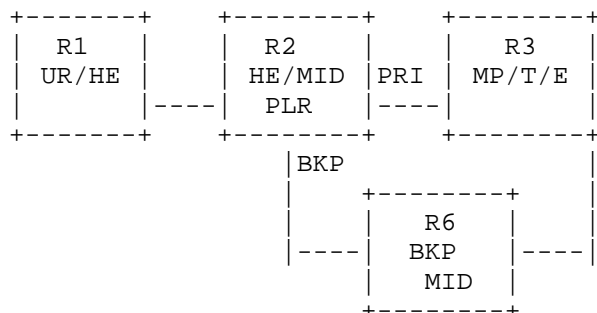 R1 R2 R3
UR/HE HE/MID PRI MP/T/E
PLR
BKP
R6
BKP
MID